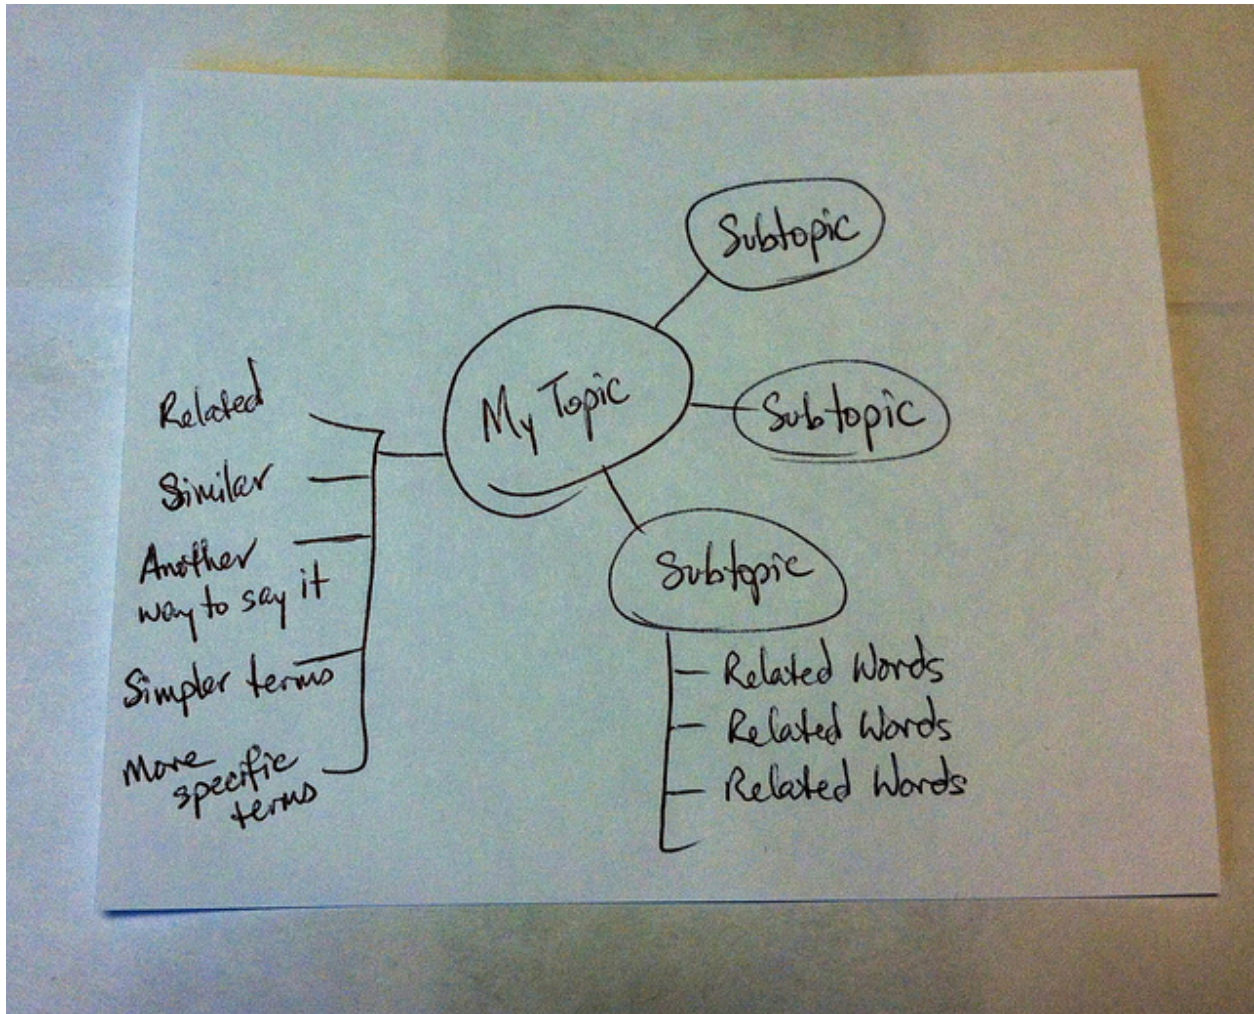 Subtopic
My Topic
Subtopic
Subtopic
Related Words
Related Words
Related Words
Related
Similar
Another
way to say it
Simpler terms
More
specific
terms